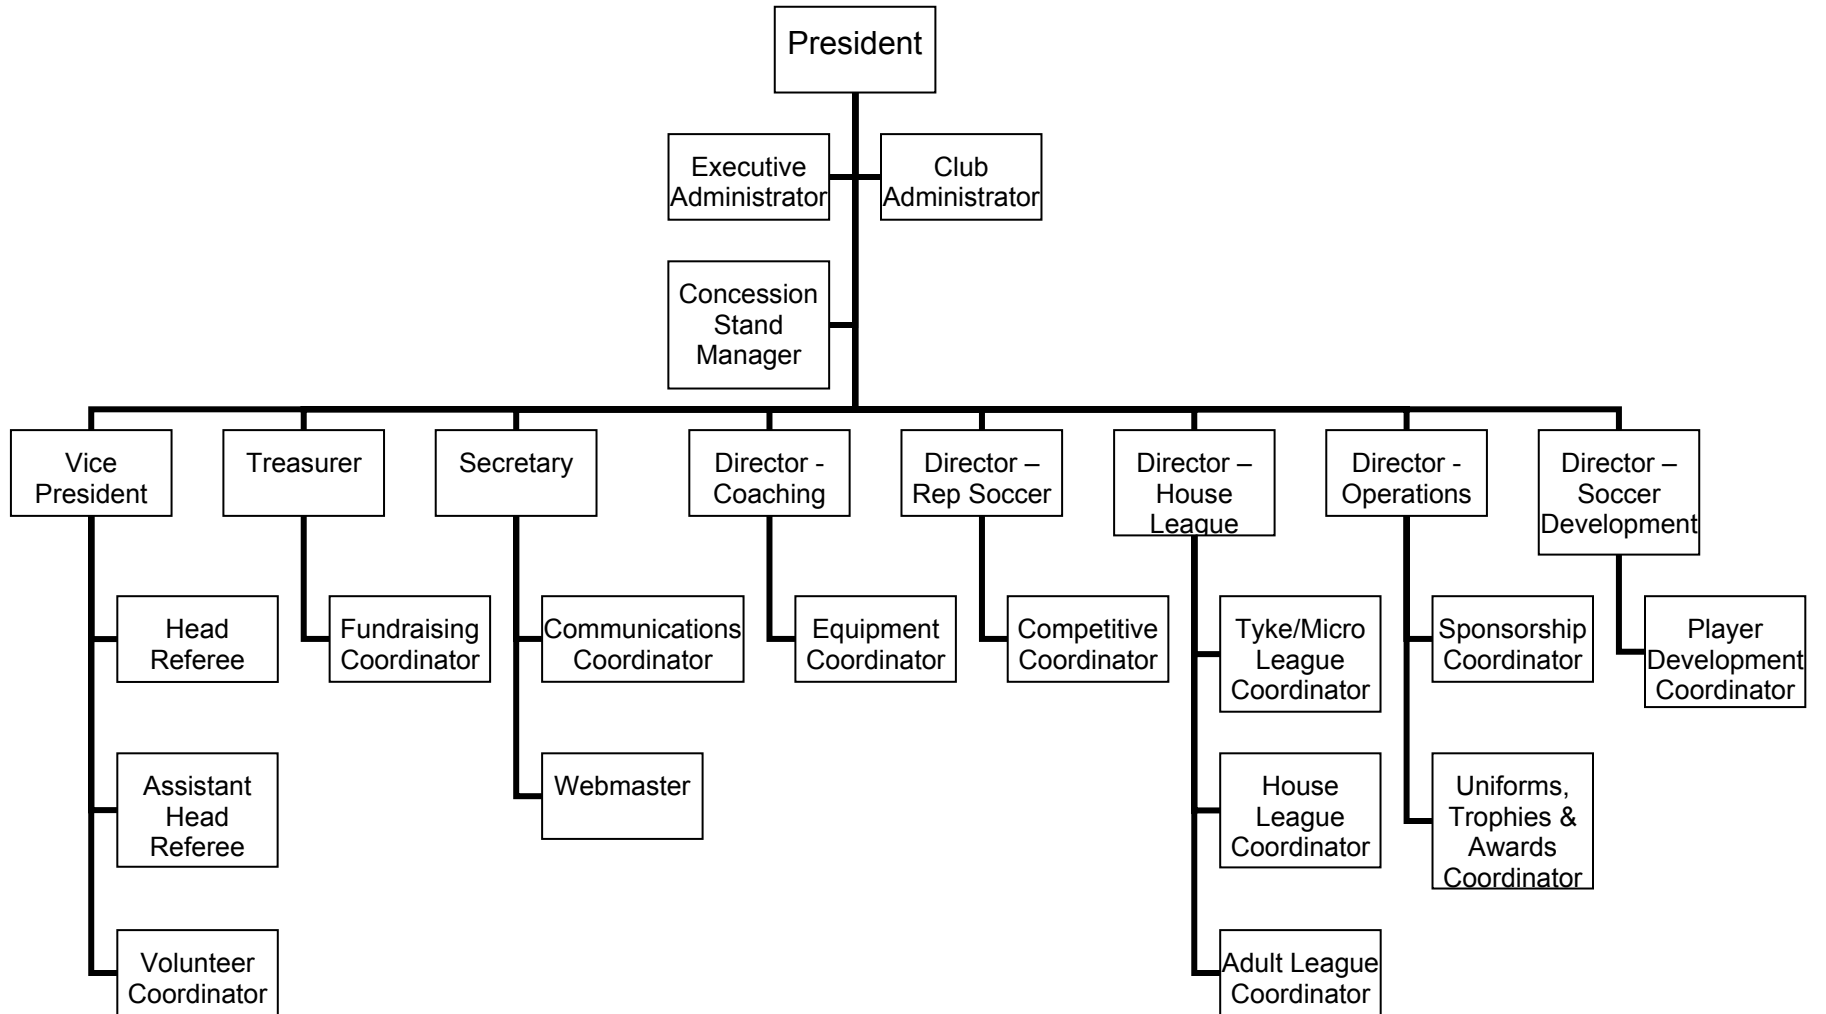 President
Executive
Administrator
Club
Administrator
Concession
Stand
Manager
Vice
President
Treasurer
Secretary
Director -
Coaching
Director –
Rep Soccer
Director –
House
League
Director -
Operations
Director –
Soccer
Development
Head
Referee
Fundraising
Coordinator
Communications
Coordinator
Equipment
Coordinator
Competitive
Coordinator
Tyke/Micro
League
Coordinator
Sponsorship
Coordinator
Player
Development
Coordinator
Assistant
Head
Referee
Webmaster
House
League
Coordinator
Uniforms,
Trophies &
Awards
Coordinator
Volunteer
Coordinator
Adult League
Coordinator